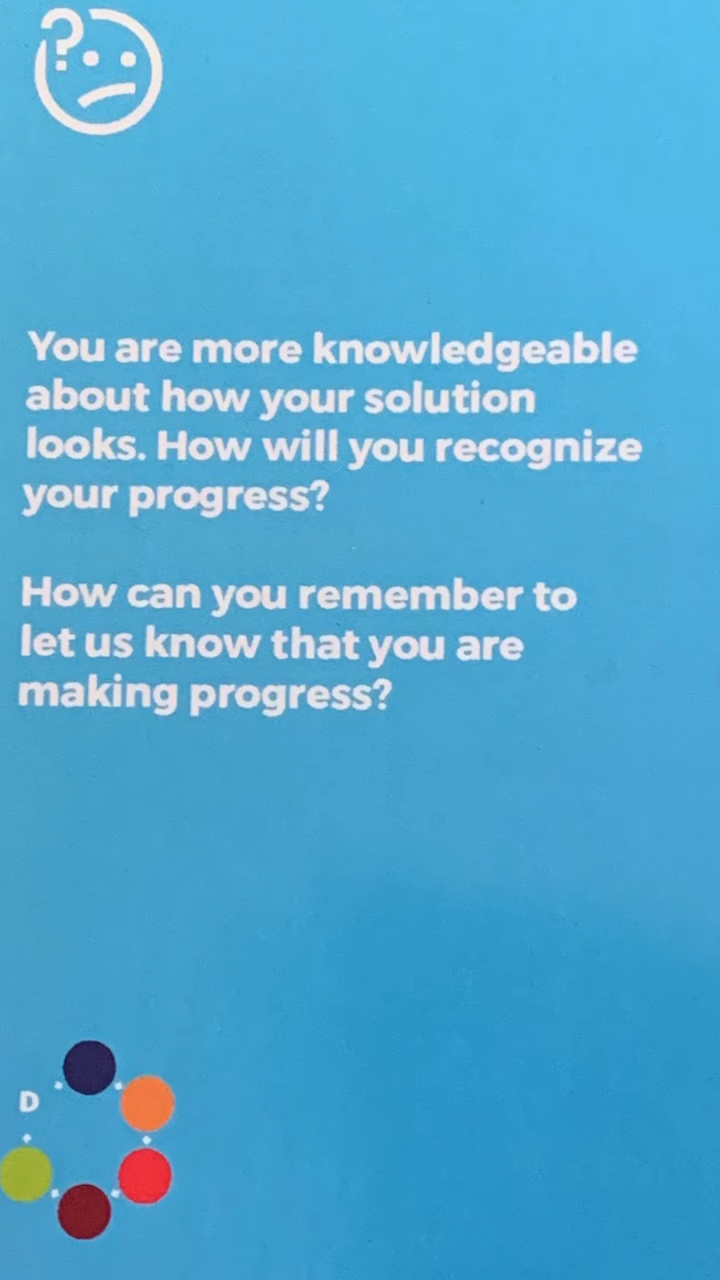 ?
You are more knowledgeable
about how your solution
looks. How will you recognize
your progress?
How can you remember to
let us know that you are
making progress?
D